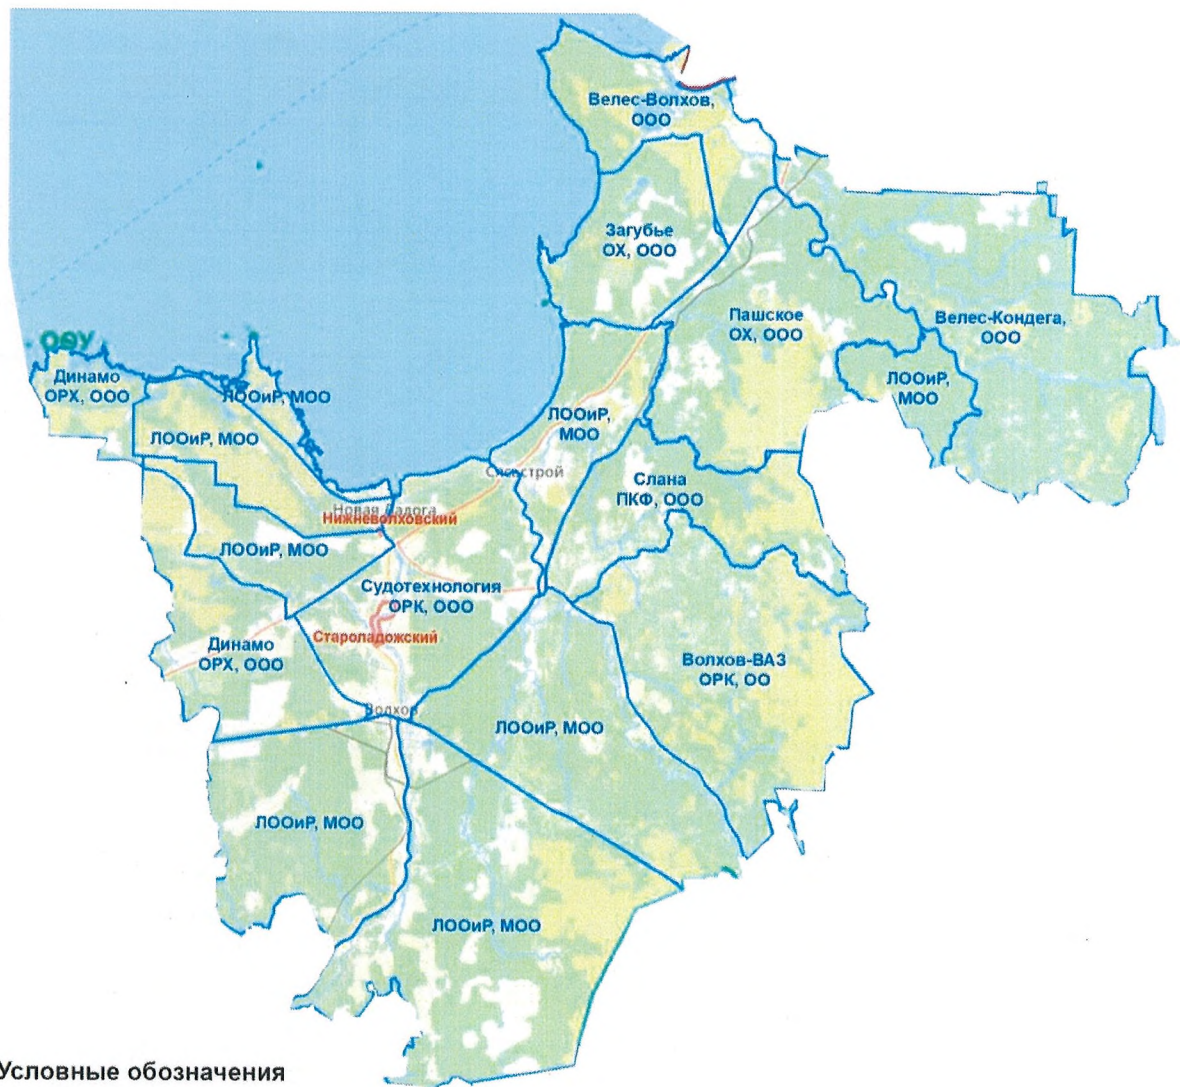 Велес-Волхов,
ООО
Загубье
ОХ, ООО
Пашское
ОХ, ООО
Велес-Кондега,
ООО
ООУ
Динамо
ОРХ, ООО
ЛООиР, МОО
ЛООиР,
МОО
ЛООиР,
МОО
ЛООиР, МОО
Сясьстрой
Слана
ПКФ, ООО
Новая Ладога
Нижневолховский
ЛООиР, МОО
Судотехнология
ОРК, ООО
Староладожский
Динамо
ОРХ, ООО
Волхов-ВАЗ
ОРК, ОО
Волхов
ЛООиР, МОО
ЛООиР, МОО
ЛООиР, МОО
Условные обозначения